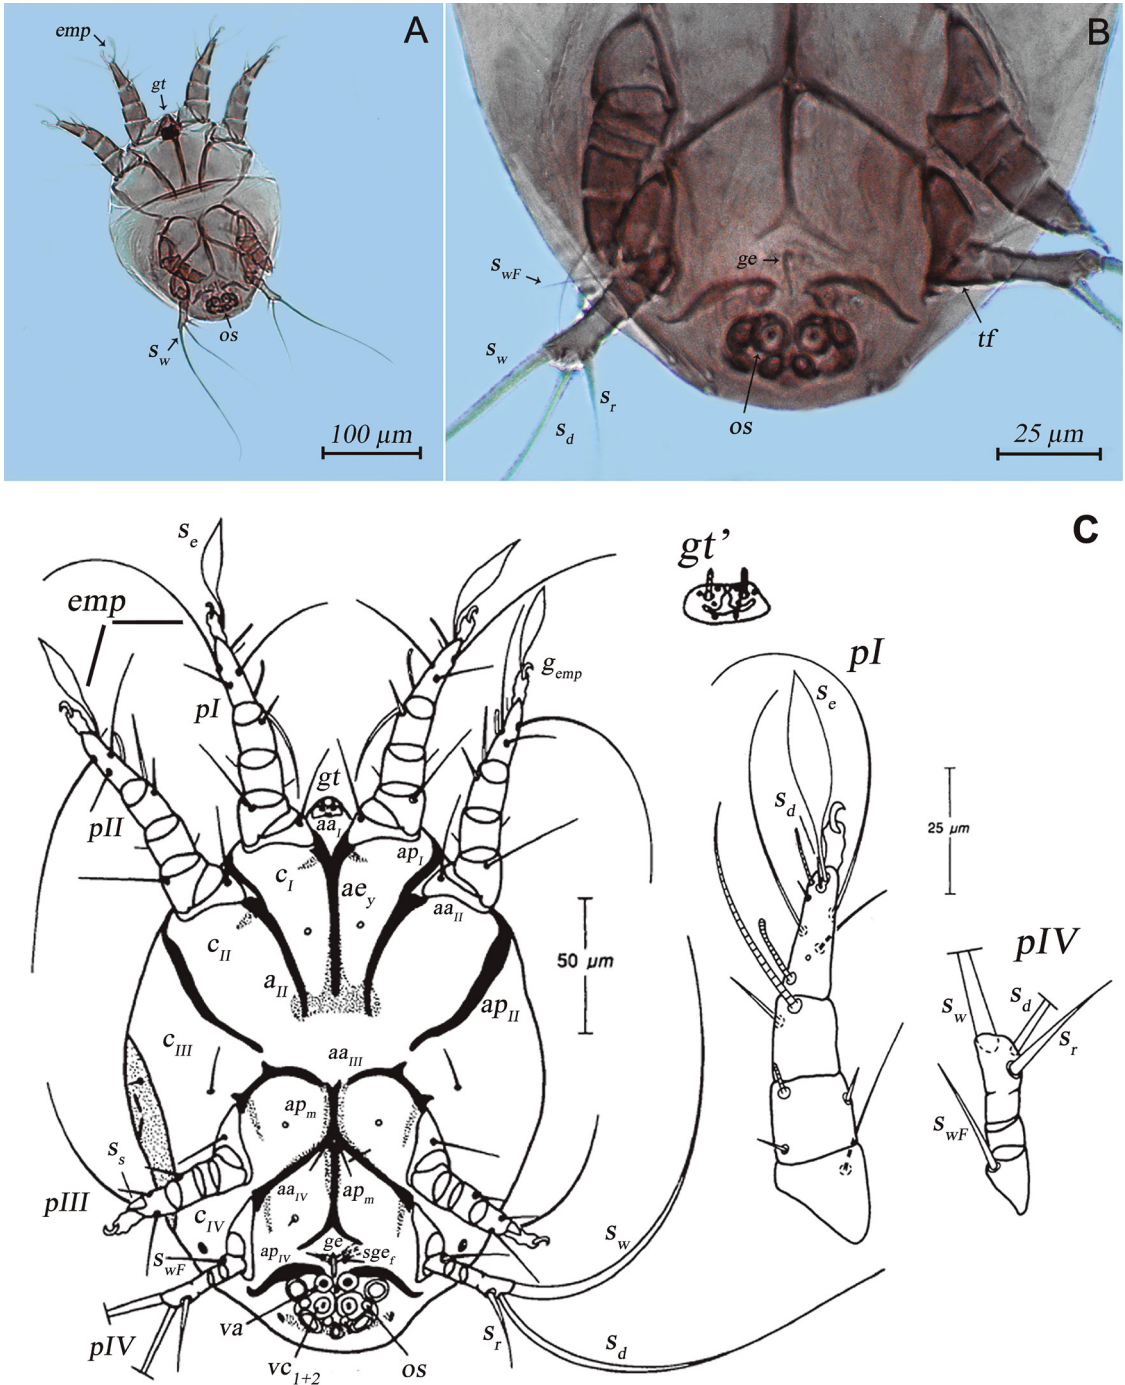 A
emp
gt
os
s_w
100 µm
B
s_wF
ge
s_w
s_r
s_d
os
tf
25 µm
C
s_e
emp
gt'
g_emp
pI
pI
s_e
gt
aa_I
pII
ap_I
c_I
ae_y
aa_II
s_d
25 µm
c_II
a_II
ap_II
50 µm
pIV
s_w
s_d
s_r
c_III
aa_III
ap_m
s_wF
s_s
aa_IV
ap_m
pIII
c_IV
s_wF
ap_IV
ge
sge_f
s_w
va
pIV
s_r
s_d
vc_1+2
os